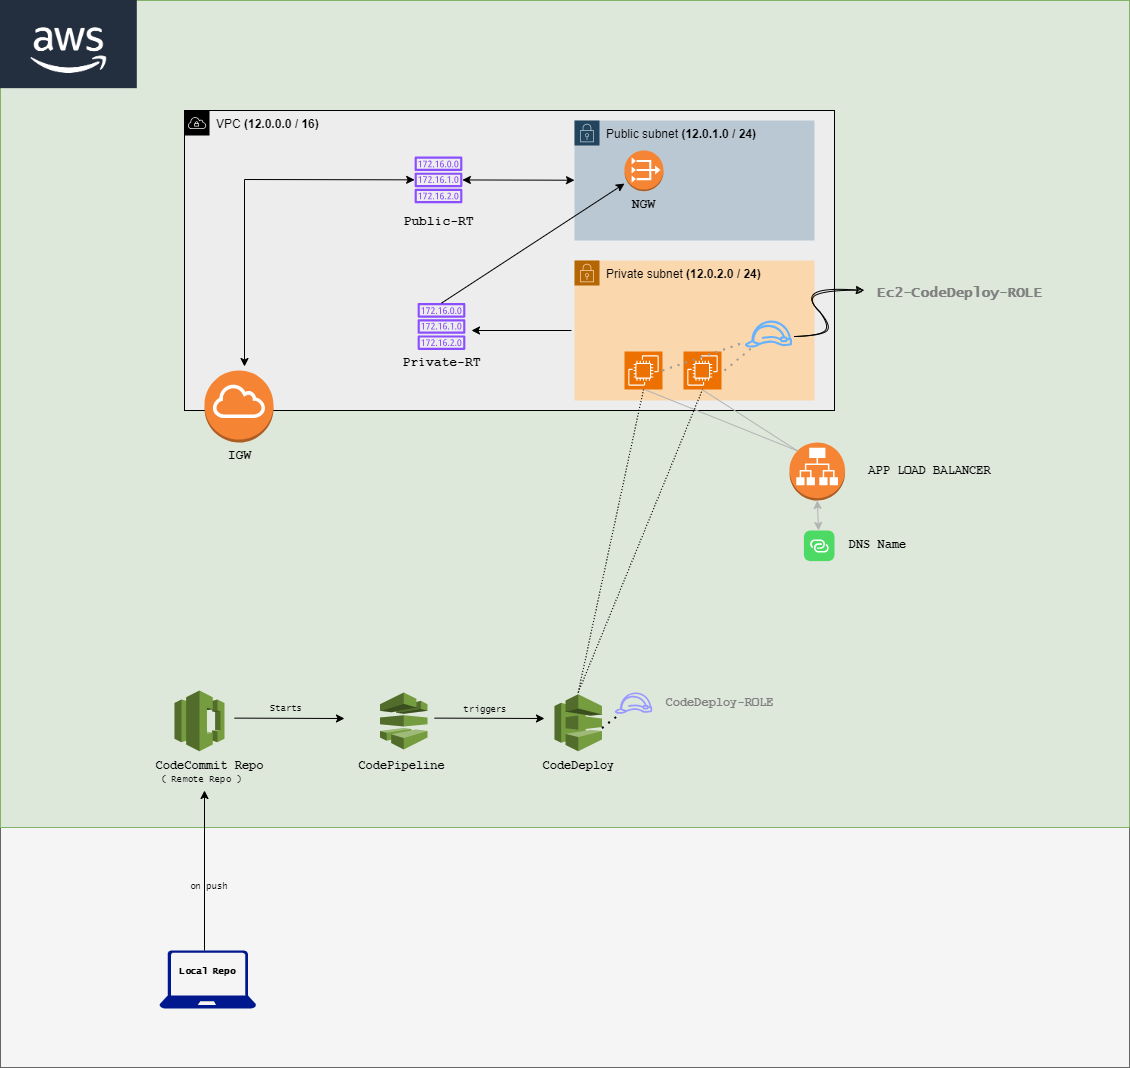 aws
VPC (12.0.0.0 / 16)
Public subnet (12.0.1.0 / 24)
172.16.0.0
172.16.1.0
172.16.2.0
Public-RT
NGW
Private subnet (12.0.2.0 / 24)
Ec2-CodeDeploy-ROLE
172.16.0.0
172.16.1.0
172.16.2.0
Private-RT
IGW
APP LOAD BALANCER
DNS Name
Starts
triggers
CodeDeploy-ROLE
CodeCommit Repo
( Remote Repo )
CodePipeline
CodeDeploy
on push
Local Repo